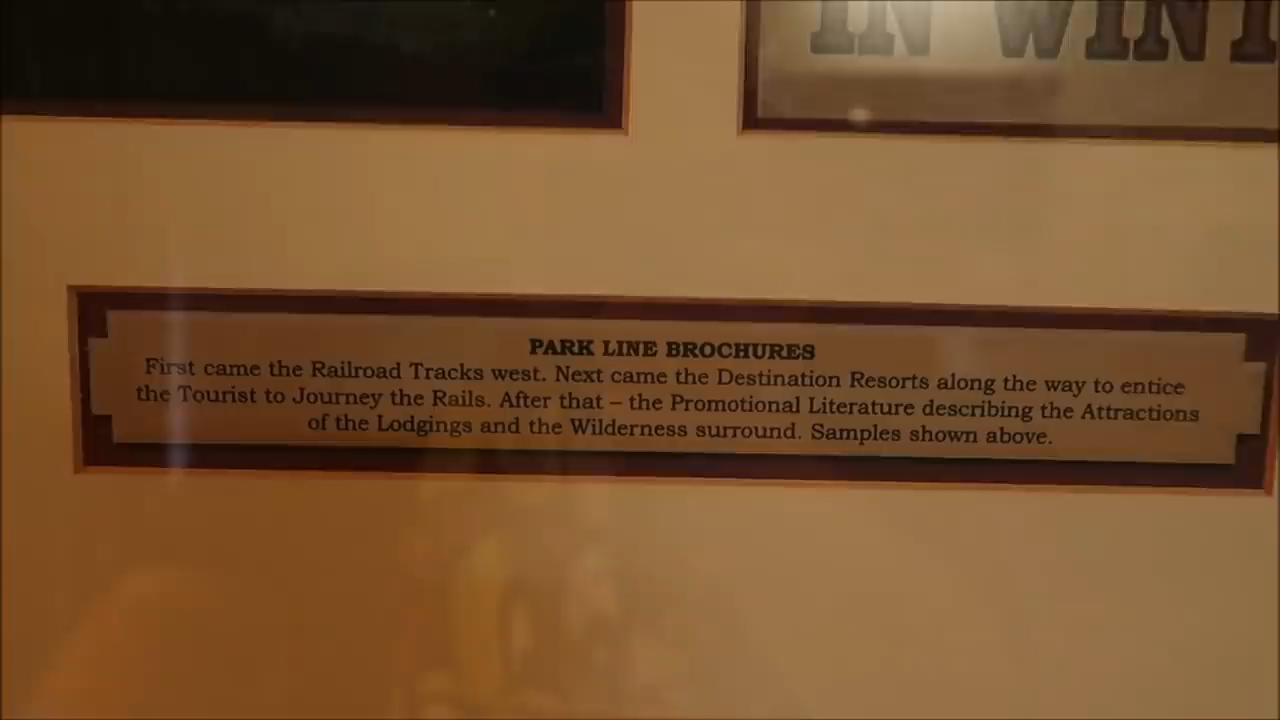 IN WIN
PARK LINE BROCHURES
First came the Railroad Tracks west. Next came the Destination Resorts along the way to entice
the Tourist to Journey the Rails. After that – the Promotional Literature describing the Attractions
of the Lodgings and the Wilderness surround. Samples shown above.